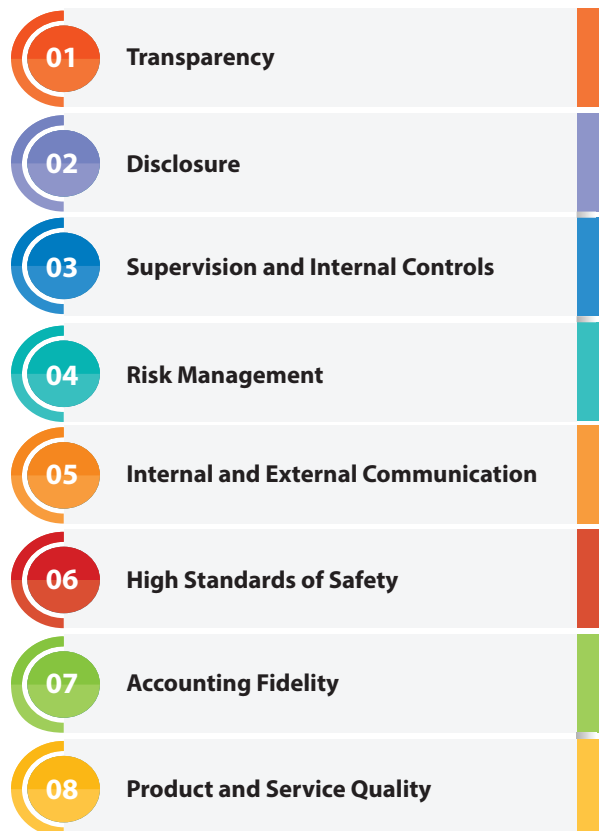 01 Transparency
02 Disclosure
03 Supervision and Internal Controls
04 Risk Management
05 Internal and External Communication
06 High Standards of Safety
07 Accounting Fidelity
08 Product and Service Quality